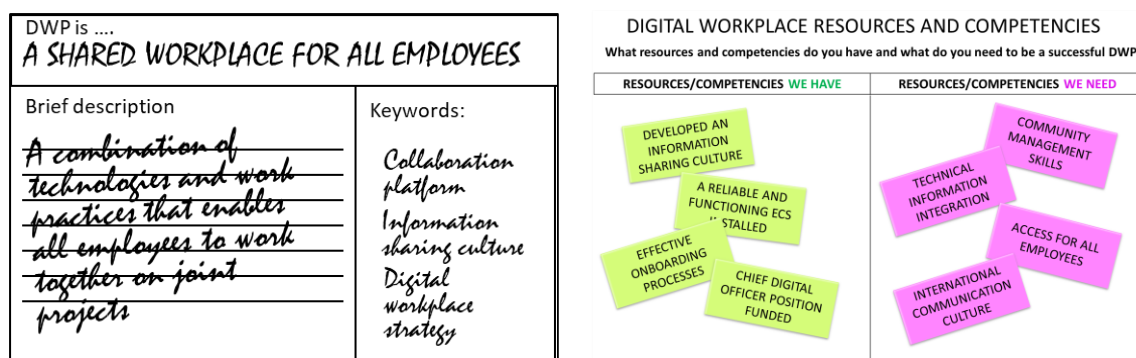 DWP is ....
A SHARED WORKPLACE FOR ALL EMPLOYEES
Brief description
A combination of
technologies and work
practices that enables
all employees to work
together on joint
projects
Keywords:
Collaboration
platform
Information
sharing culture
Digital
workplace
strategy
DIGITAL WORKPLACE RESOURCES AND COMPETENCIES
What resources and competencies do you have and what do you need to be a successful DWP
RESOURCES/COMPETENCIES WE HAVE
DEVELOPED AN
INFORMATION
SHARING CULTURE
A RELIABLE AND
FUNCTIONING ECS
EFFECTIVE
ONBOARDING
PROCESSES
CHIEF DIGITAL
OFFICER POSITION
FUNDED
RESOURCES/COMPETENCIES WE NEED
COMMUNITY
MANAGEMENT
SKILLS
TECHNICAL
INFORMATION
INTEGRATION
ACCESS FOR ALL
EMPLOYEES
INTERNATIONAL
COMMUNICATION
CULTURE